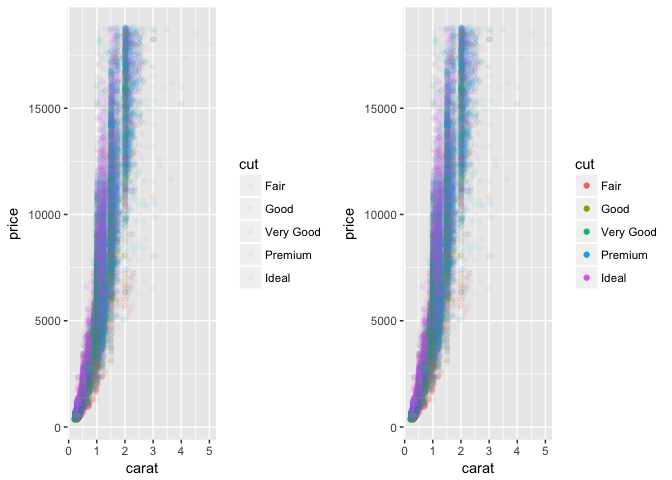 price
15000
10000
5000
0
0 1 2 3 4 5
carat
cut
Fair
Good
Very Good
Premium
Ideal
price
15000
10000
5000
0
0 1 2 3 4 5
carat
cut
Fair
Good
Very Good
Premium
Ideal